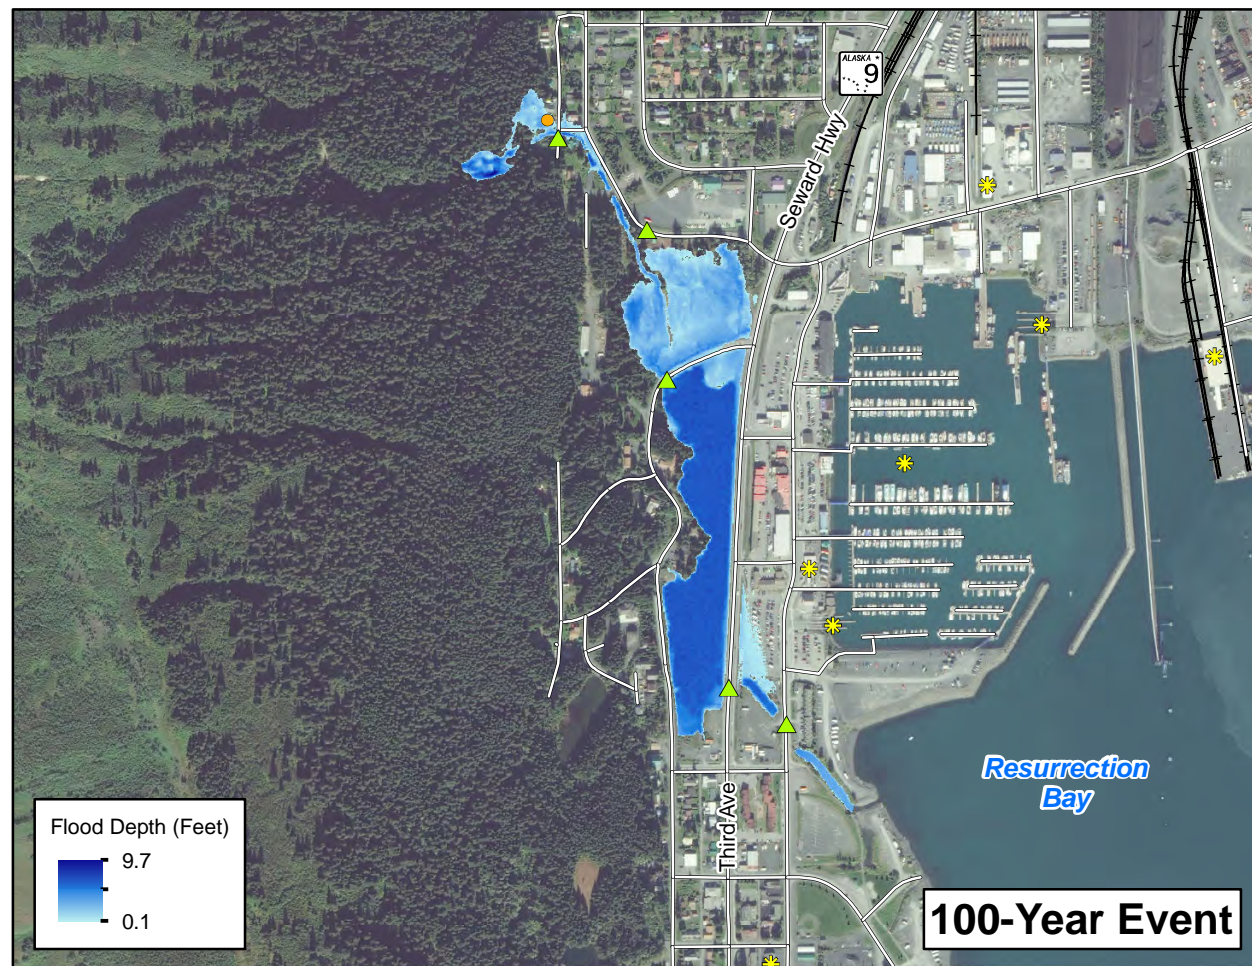 ALASKA
9
Seward Hwy
Resurrection
Bay
Third Ave
Flood Depth (Feet)
9.7
0.1
100-Year Event